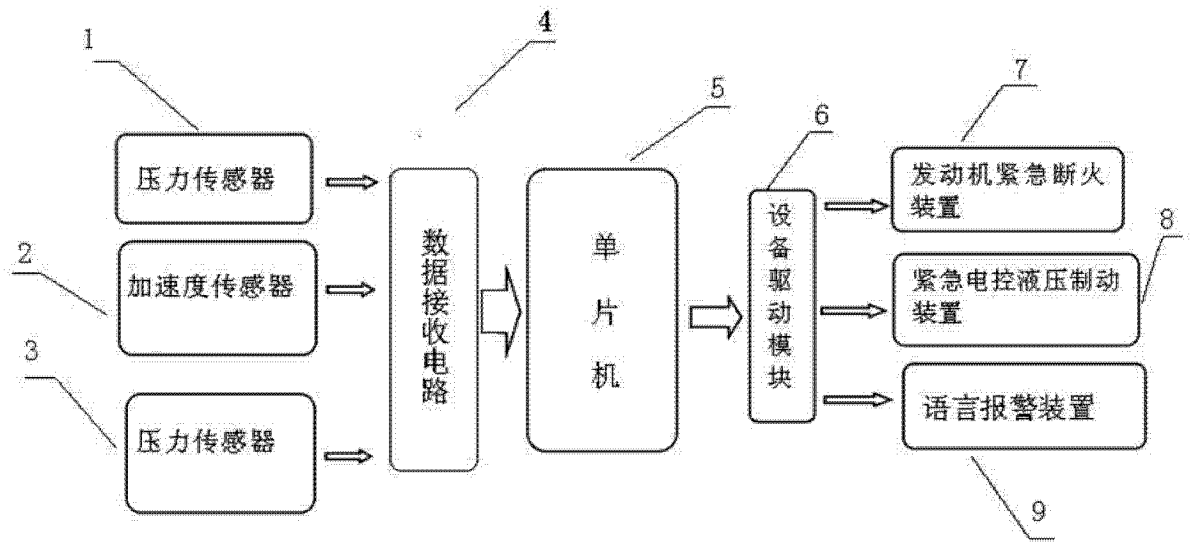 1
压力传感器
2
加速度传感器
3
压力传感器
4
数据接收电路
5
单片机
6
设备驱动模块
7
发动机紧急断火
装置
8
紧急电控液压制动
装置
语言报警装置
9